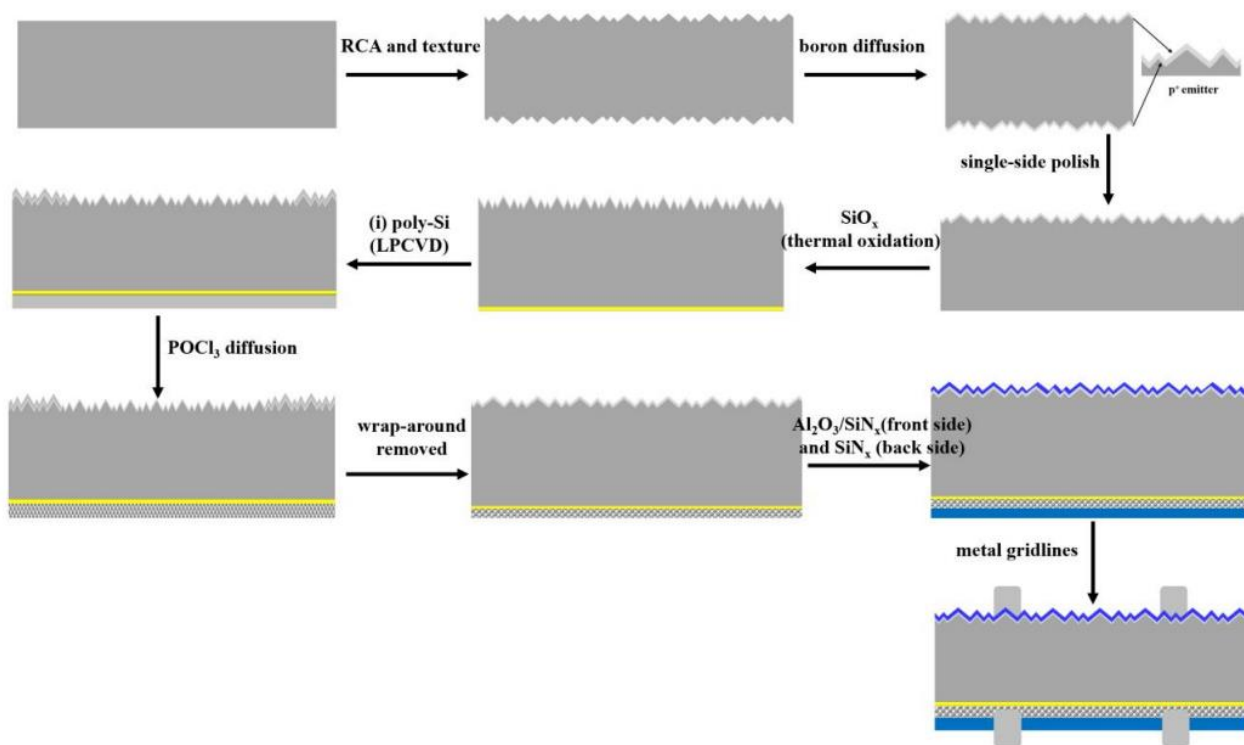 RCA and texture
boron diffusion
p⁺ emitter
single-side polish
SiOₓ
(thermal oxidation)
(i) poly-Si
(LPCVD)
POCl₃ diffusion
wrap-around
removed
Al₂O₃/SiNₓ(front side)
and SiNₓ (back side)
metal gridlines